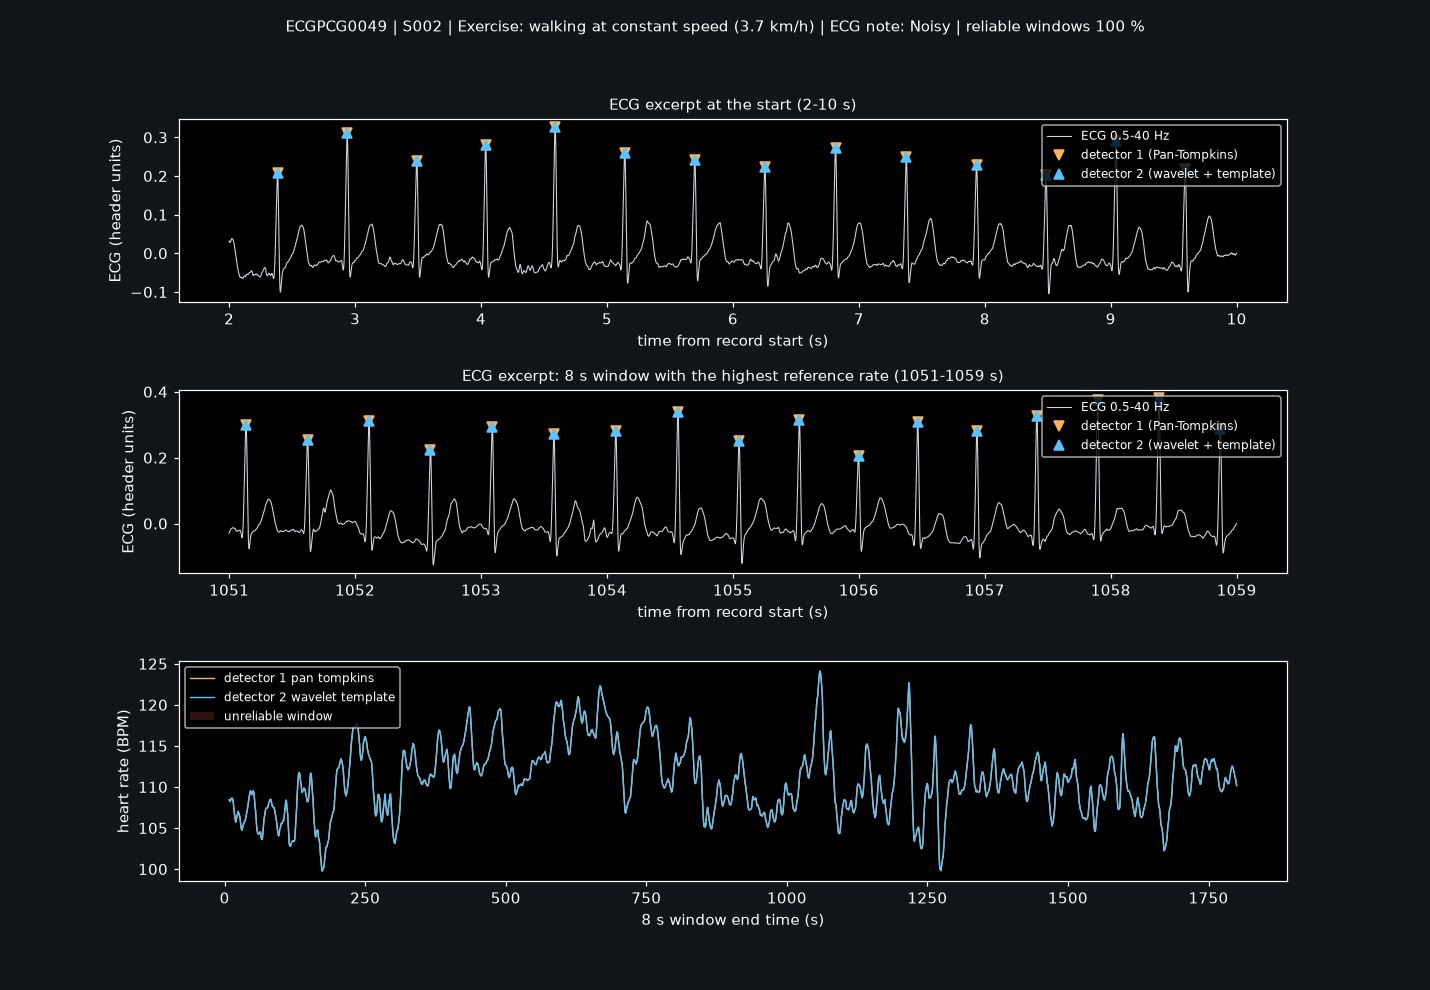 ECGPCG0049 | S002 | Exercise: walking at constant speed (3.7 km/h) | ECG note: Noisy | reliable windows 100 %
ECG excerpt at the start (2-10 s)
ECG (header units)
0.3
0.2
0.1
0.0
−0.1
ECG 0.5-40 Hz
detector 1 (Pan-Tompkins)
detector 2 (wavelet + template)
2 3 4 5 6 7 8 9 10
time from record start (s)
ECG excerpt: 8 s window with the highest reference rate (1051-1059 s)
ECG (header units)
0.4
0.2
0.0
ECG 0.5-40 Hz
detector 1 (Pan-Tompkins)
detector 2 (wavelet + template)
1051 1052 1053 1054 1055 1056 1057 1058 1059
time from record start (s)
heart rate (BPM)
125
120
115
110
105
100
detector 1 pan tompkins
detector 2 wavelet template
unreliable window
0 250 500 750 1000 1250 1500 1750
8 s window end time (s)